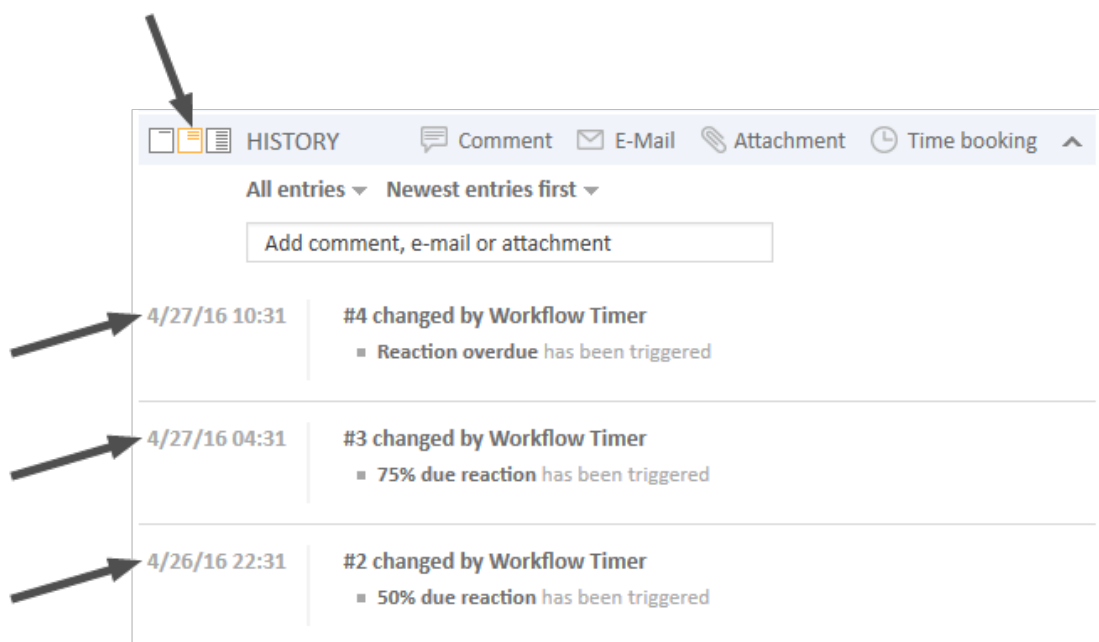 HISTORY Comment E-Mail Attachment Time booking
All entries Newest entries first
Add comment, e-mail or attachment
4/27/16 10:31 #4 changed by Workflow Timer
Reaction overdue has been triggered
4/27/16 04:31 #3 changed by Workflow Timer
75% due reaction has been triggered
4/26/16 22:31 #2 changed by Workflow Timer
50% due reaction has been triggered